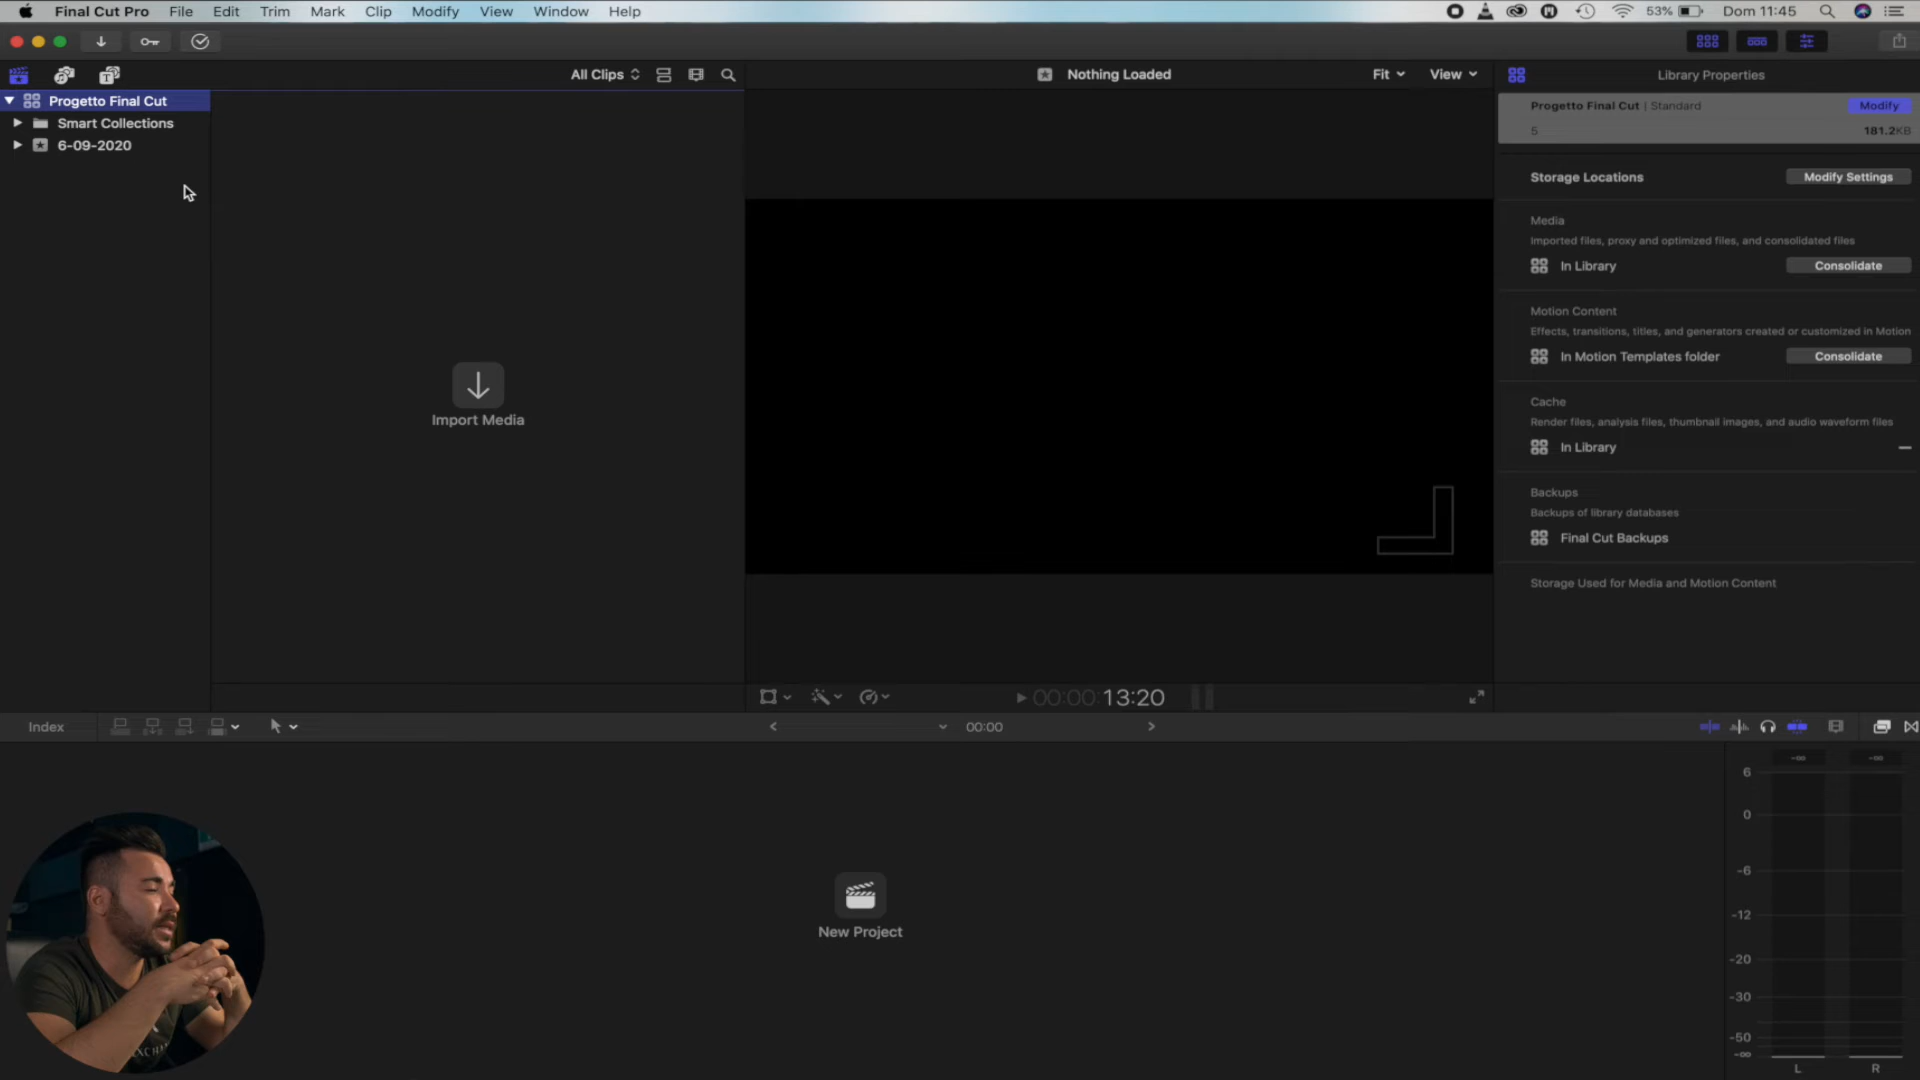 Final Cut Pro File Edit Trim Mark Clip Modify View Window Help 53% Dom 11:45
All Clips
Nothing Loaded
Fit
View
Library Properties
Progetto Final Cut
Smart Collections
6-09-2020
Import Media
Progetto Final Cut | Standard
Modify
5
181.2KB
Storage Locations
Modify Settings
Media
Imported files, proxy and optimized files, and consolidated files
In Library
Consolidate
Motion Content
Effects, transitions, titles, and generators created or customized in Motion
In Motion Templates folder
Consolidate
Cache
Render files, analysis files, thumbnail images, and audio waveform files
In Library
Backups
Backups of library databases
Final Cut Backups
Storage Used for Media and Motion Content
00:00:13:20
Index
00:00
New Project
-∞ -∞
6
0
-6
-12
-20
-30
-50
-∞
L R